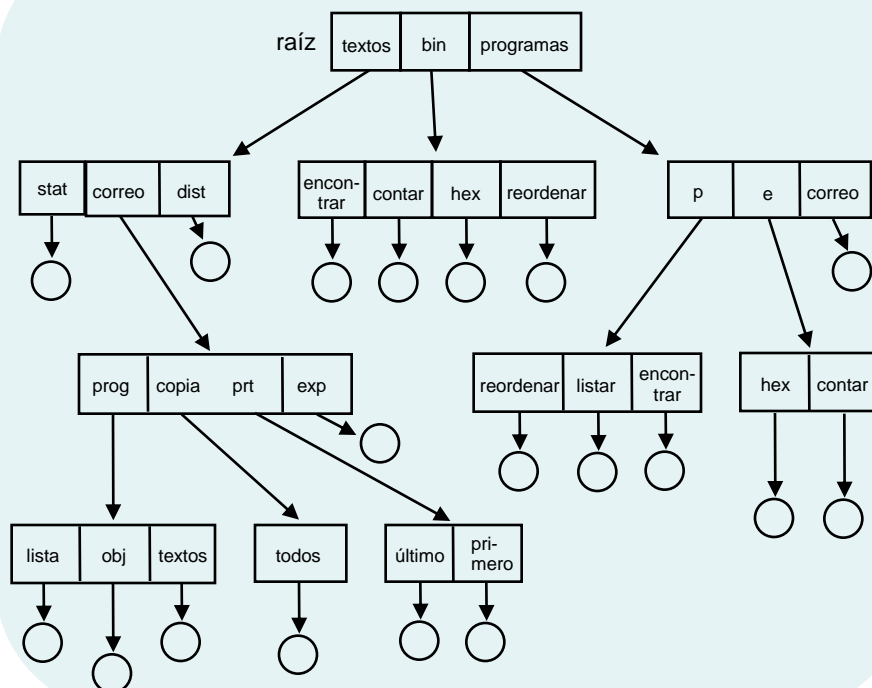 raíz textos bin programas
stat correo dist
encon-
trar contar hex reordenar
p e correo
prog copia prt exp
reordenar listar encon-
trar
hex contar
lista obj textos
todos
último pri-
mero